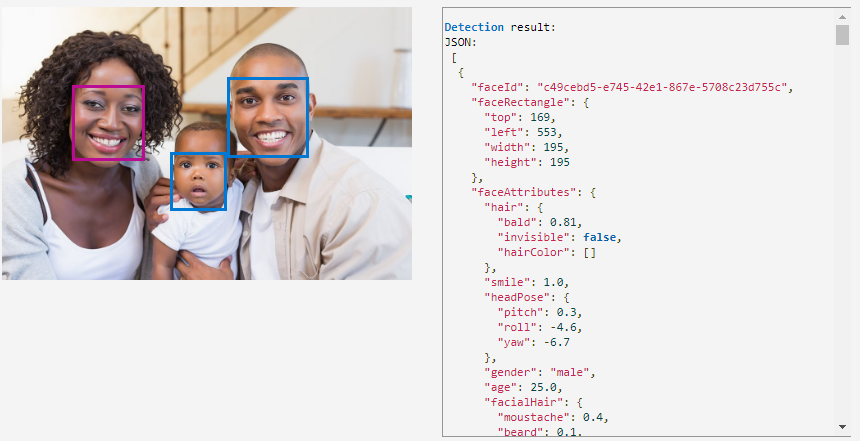 Detection result:
JSON:
[
{
"faceId": "c49cebd5-e745-42e1-867e-5708c23d755c",
"faceRectangle": {
"top": 169,
"left": 553,
"width": 195,
"height": 195
},
"faceAttributes": {
"hair": {
"bald": 0.81,
"invisible": false,
"hairColor": []
},
"smile": 1.0,
"headPose": {
"pitch": 0.3,
"roll": -4.6,
"yaw": -6.7
},
"gender": "male",
"age": 25.0,
"facialHair": {
"moustache": 0.4,
"beard": 0.1,